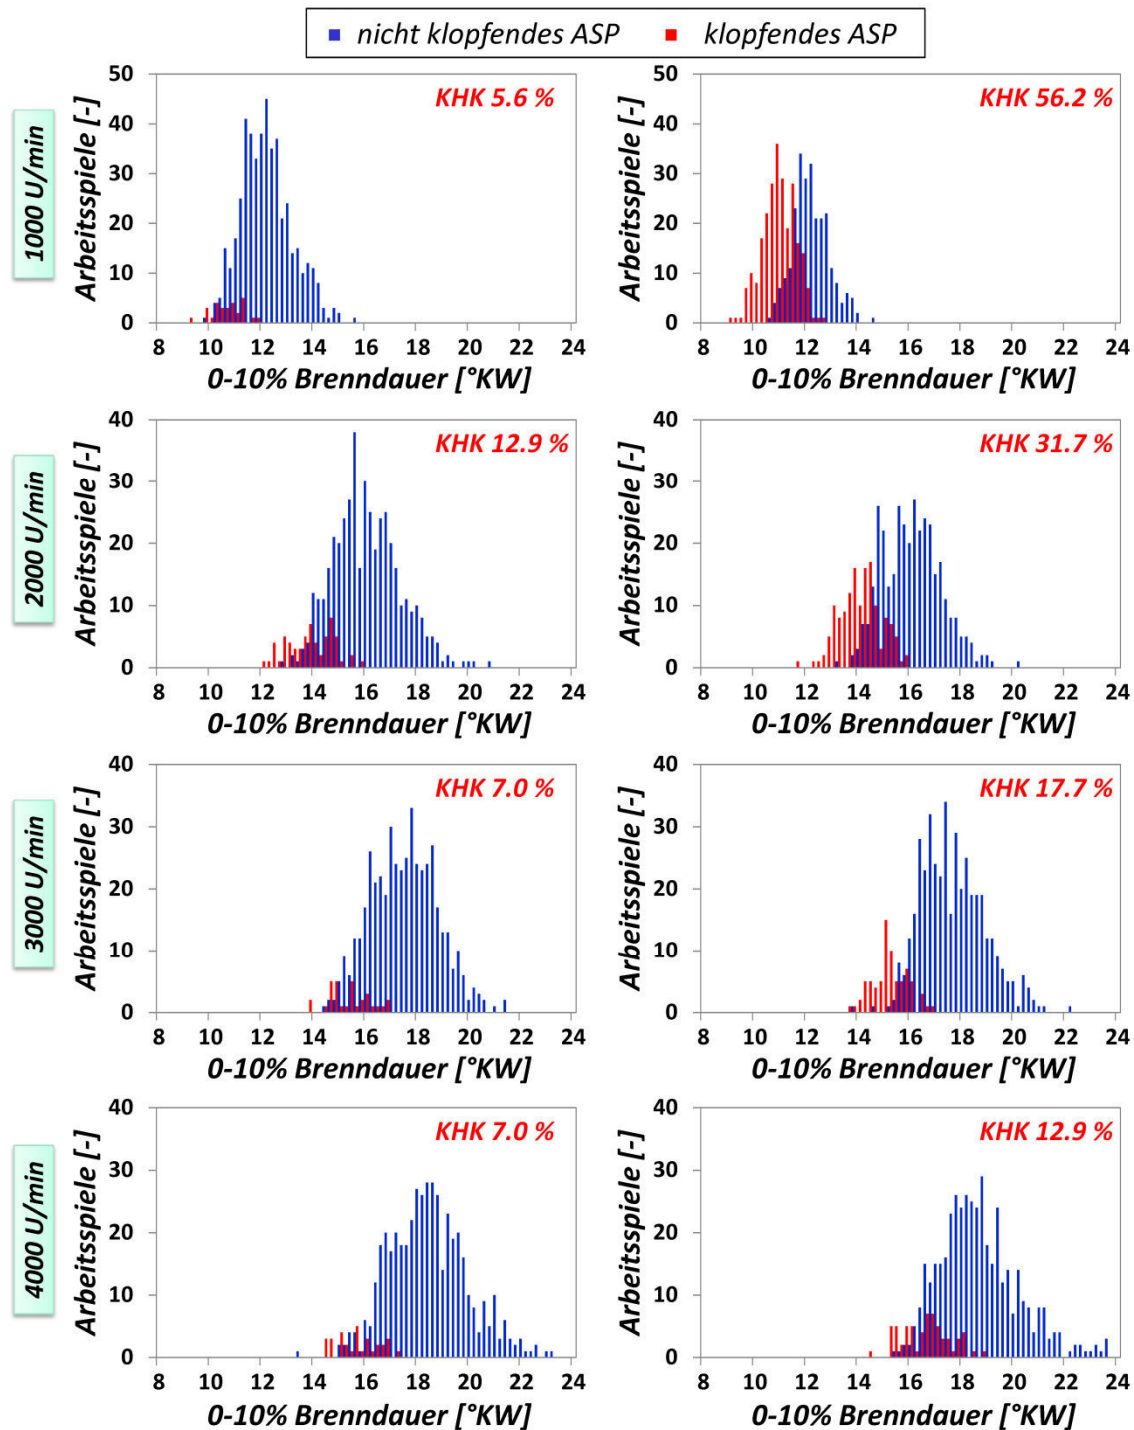 nicht klopfendes ASP klopfendes ASP
1000 U/min
Arbeitsspiele [-]
50
40
30
20
10
0
KHK 5.6 %
8 10 12 14 16 18 20 22 24
0-10% Brenndauer [°KW]
Arbeitsspiele [-]
50
40
30
20
10
0
KHK 56.2 %
8 10 12 14 16 18 20 22 24
0-10% Brenndauer [°KW]
2000 U/min
Arbeitsspiele [-]
40
30
20
10
0
KHK 12.9 %
8 10 12 14 16 18 20 22 24
0-10% Brenndauer [°KW]
Arbeitsspiele [-]
40
30
20
10
0
KHK 31.7 %
8 10 12 14 16 18 20 22 24
0-10% Brenndauer [°KW]
3000 U/min
Arbeitsspiele [-]
40
30
20
10
0
KHK 7.0 %
8 10 12 14 16 18 20 22 24
0-10% Brenndauer [°KW]
Arbeitsspiele [-]
40
30
20
10
0
KHK 17.7 %
8 10 12 14 16 18 20 22 24
0-10% Brenndauer [°KW]
4000 U/min
Arbeitsspiele [-]
40
30
20
10
0
KHK 7.0 %
8 10 12 14 16 18 20 22 24
0-10% Brenndauer [°KW]
Arbeitsspiele [-]
40
30
20
10
0
KHK 12.9 %
8 10 12 14 16 18 20 22 24
0-10% Brenndauer [°KW]